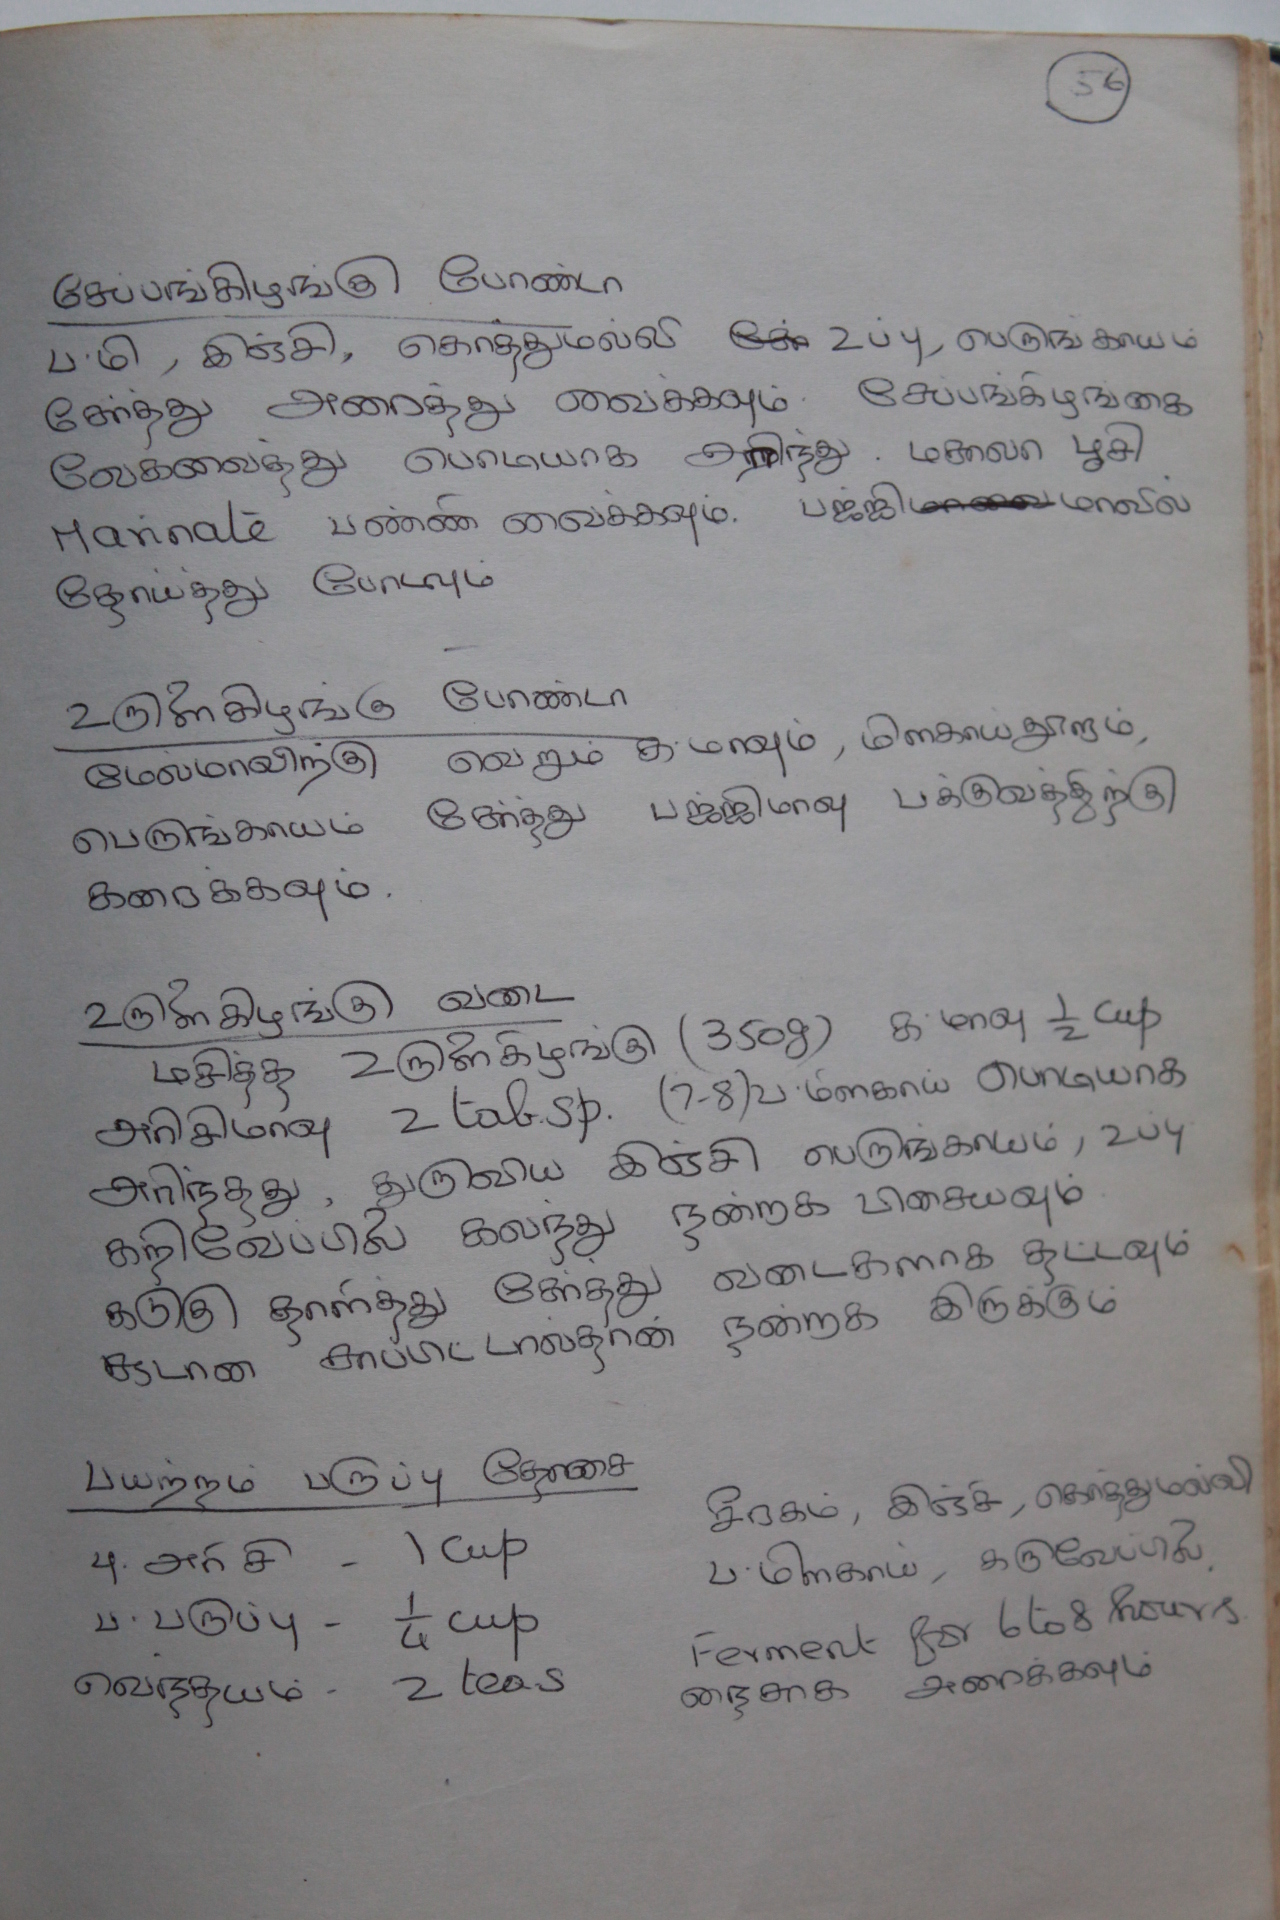 56
சேப்பங்கிழங்கு போண்டா
ப.மி, இஞ்சி, கொத்துமல்லி உப்பு, பெருங்காயம்
சேர்த்து அரைத்து வைக்கவும். சேப்பங்கிழங்கை
வேகவைத்து பொடியாக அரிந்து. மசாலா பூசி
Marinate பண்ணி வைக்கவும். பஜ்ஜிமாவில்
தோய்த்து போடவும்
உருளைகிழங்கு போண்டா
மேல்மாவிற்கு வெறும் க.மாவும், மிளகாய்தூளும்,
பெருங்காயம் சேர்த்து பஜ்ஜிமாவு பக்குவத்திற்கு
கரைக்கவும்.
உருளைகிழங்கு வடை
மசித்த உருளைகிழங்கு (350g) க.மாவு 1/2 cup
அரிசிமாவு 2 tab.sp. (7-8) ப.மிளகாய் பொடியாக
அரிந்தது, துருவிய இஞ்சி பெருங்காயம், உப்பு
கறிவேப்பிலை கலந்து நன்றாக பிசையவும்
கடுகு தாளித்து சேர்த்து வடைகளாக தட்டவும்
சூடான சாப்பிட்டால்தான் நன்றாக இருக்கும்
பயற்றம் பருப்பு தோசை
பு. அரிசி - 1 cup
ப. பருப்பு - 1/4 cup
வெந்தயம் - 2 teas
சீரகம், இஞ்சி, கொத்துமல்லி
ப.மிளகாய், கருவேப்பிலை.
Ferment for 6 to 8 hours.
நைசாக அரைக்கவும்